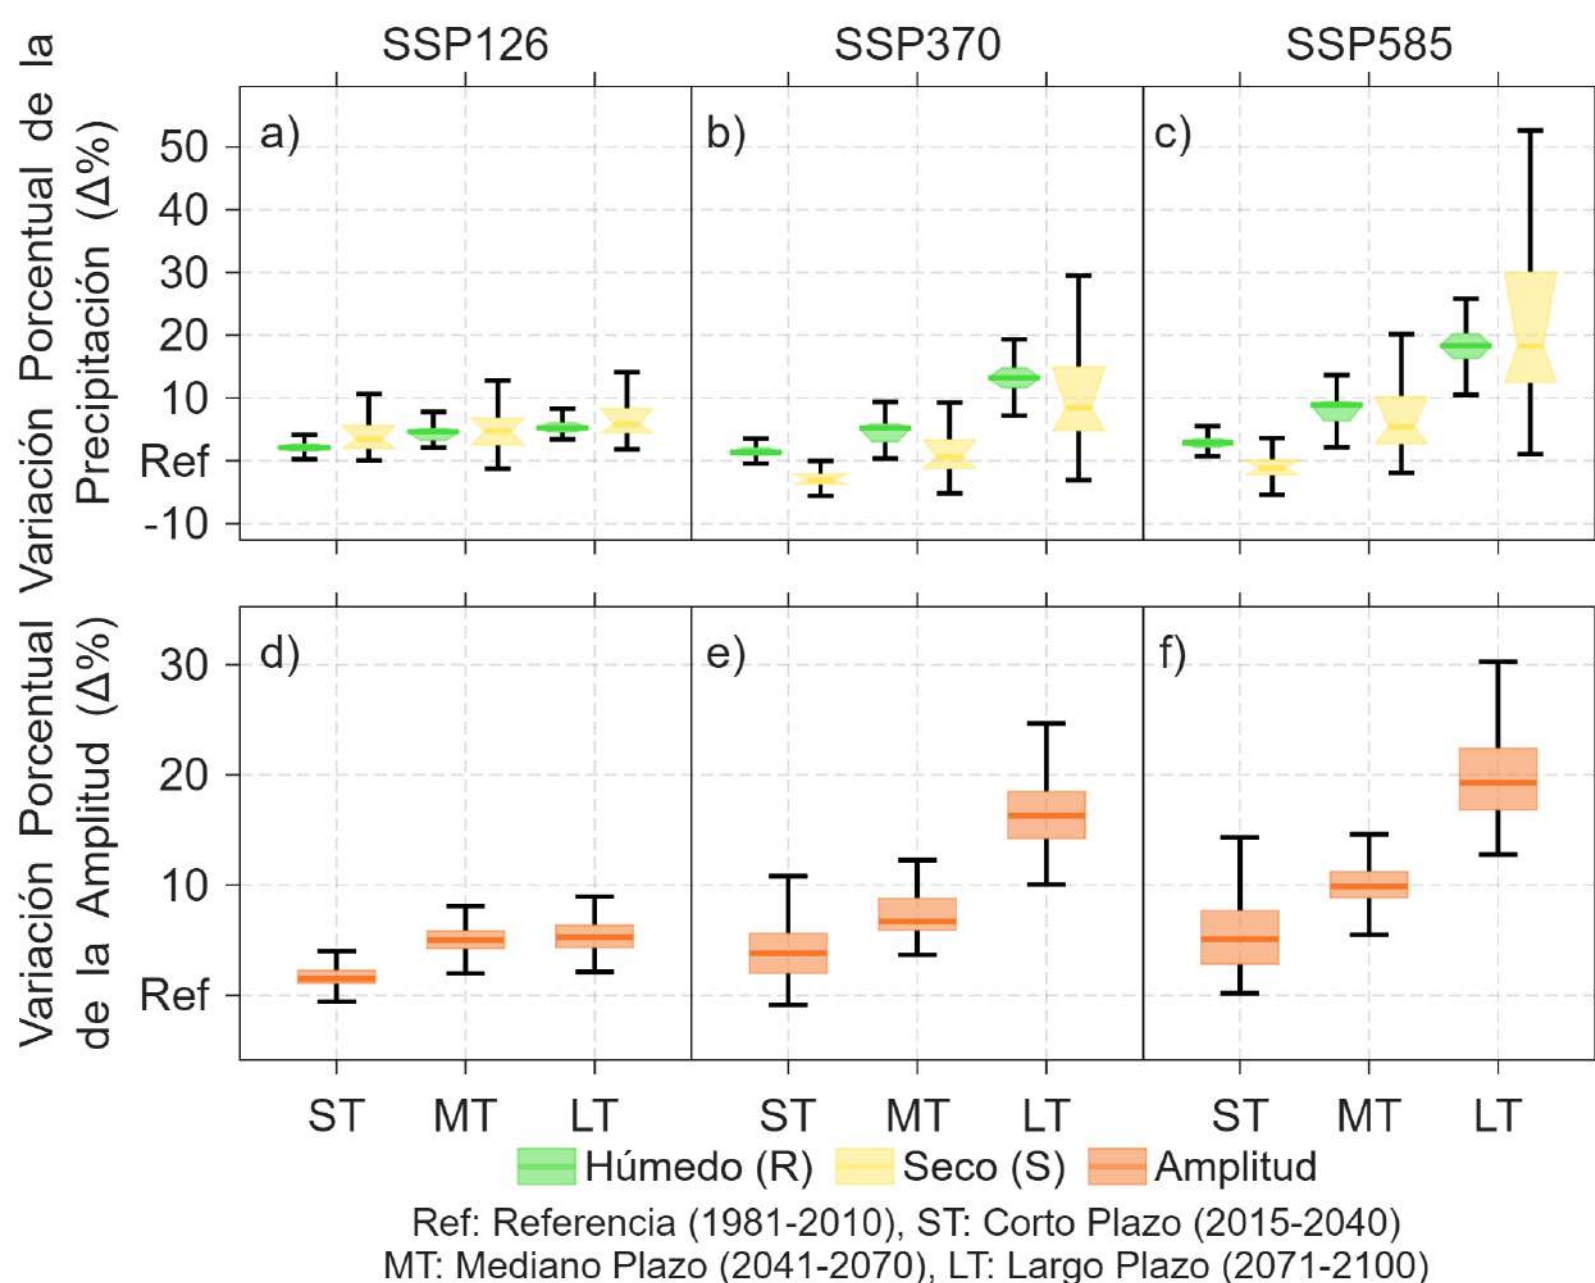 SSP126 SSP370 SSP585
Variación Porcentual de la
Precipitación (Δ%)
a) b) c)
50
40
30
20
10
Ref
-10
Variación Porcentual
de la Amplitud (Δ%)
d) e) f)
30
20
10
Ref
ST MT LT ST MT LT ST MT LT
Húmedo (R) Seco (S) Amplitud
Ref: Referencia (1981-2010), ST: Corto Plazo (2015-2040)
MT: Mediano Plazo (2041-2070), LT: Largo Plazo (2071-2100)